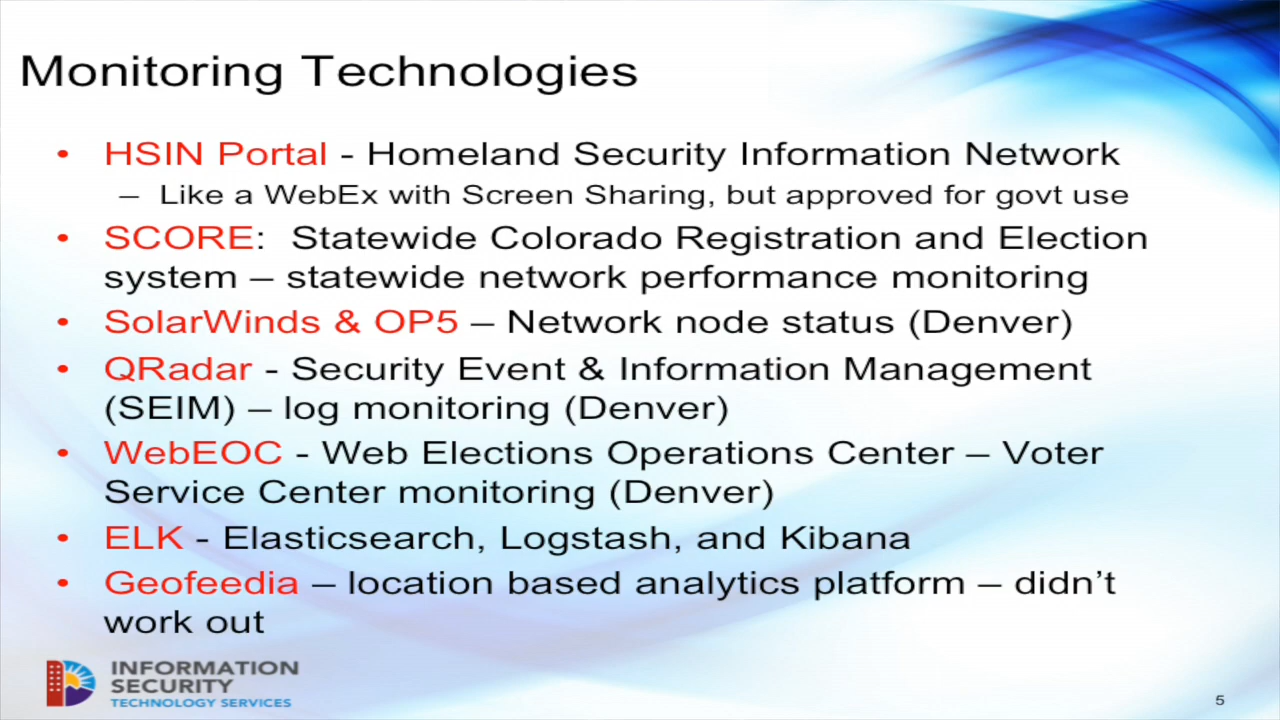 Monitoring Technologies
• HSIN Portal - Homeland Security Information Network
– Like a WebEx with Screen Sharing, but approved for govt use
• SCORE:  Statewide Colorado Registration and Election
system – statewide network performance monitoring
• SolarWinds & OP5 – Network node status (Denver)
• QRadar - Security Event & Information Management
(SEIM) – log monitoring (Denver)
• WebEOC - Web Elections Operations Center – Voter
Service Center monitoring (Denver)
• ELK - Elasticsearch, Logstash, and Kibana
• Geofeedia – location based analytics platform – didn’t
work out
INFORMATION
SECURITY
TECHNOLOGY SERVICES
5